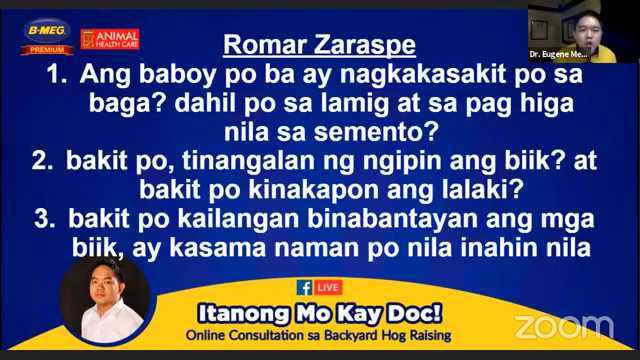 B-MEG
PREMIUM
ANIMAL
HEALTH CARE
Romar Zaraspe
1. Ang baboy po ba ay nagkakasakit po sa
baga? dahil po sa lamig at sa pag higa
nila sa semento?
2. bakit po, tinangalan ng ngipin ang biik? at
bakit po kinakapon ang lalaki?
3. bakit po kailangan binabantayan ang mga
biik, ay kasama naman po nila inahin nila
Dr. Eugene Me...
f LIVE
Itanong Mo Kay Doc!
Online Consultation sa Backyard Hog Raising
zoom